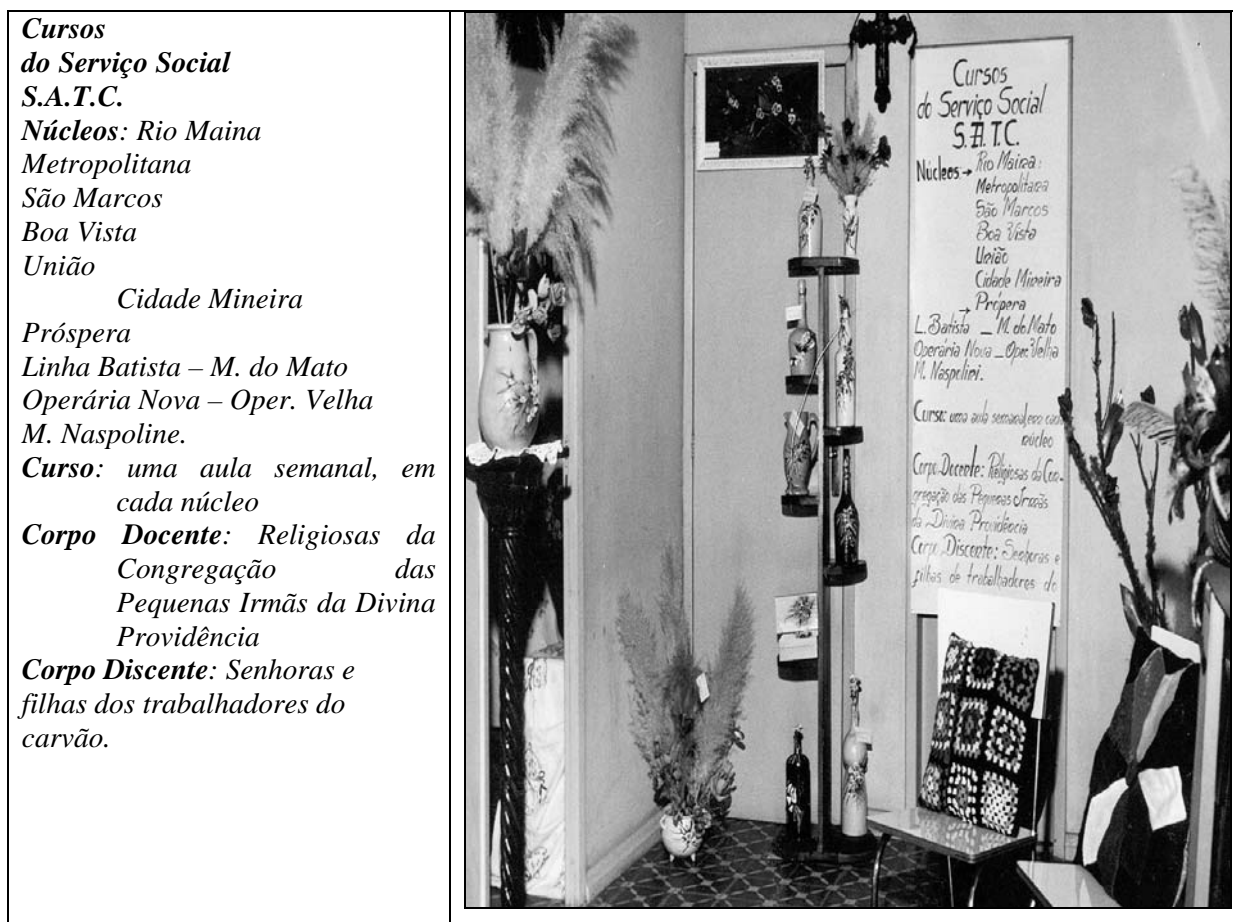 Cursos
do Serviço Social
S.A.T.C.
Núcleos: Rio Maina
Metropolitana
São Marcos
Boa Vista
União
Cidade Mineira
Próspera
Linha Batista – M. do Mato
Operária Nova – Oper. Velha
M. Naspoline.
Curso: uma aula semanal, em
cada núcleo
Corpo Docente: Religiosas da
Congregação das
Pequenas Irmãs da Divina
Providência
Corpo Discente: Senhoras e
filhas dos trabalhadores do
carvão.
Cursos
do Serviço Social
S.A.T.C.
Núcleos → Rio Maina:
Metropolitana
São Marcos
Boa Vista
União
Cidade Mineira
→ Própera
L. Batista _ M. do Mato
Operária Nova _ Oper. Velha
M. Naspolini.
Curso: uma aula semanal, em cada
núcleo
Corpo Docente: Religiosas da Con-
gregação das Pequenas Irmãs
da Divina Providência
Corpo Discente: Senhoras e
filhas de trabalhadores do